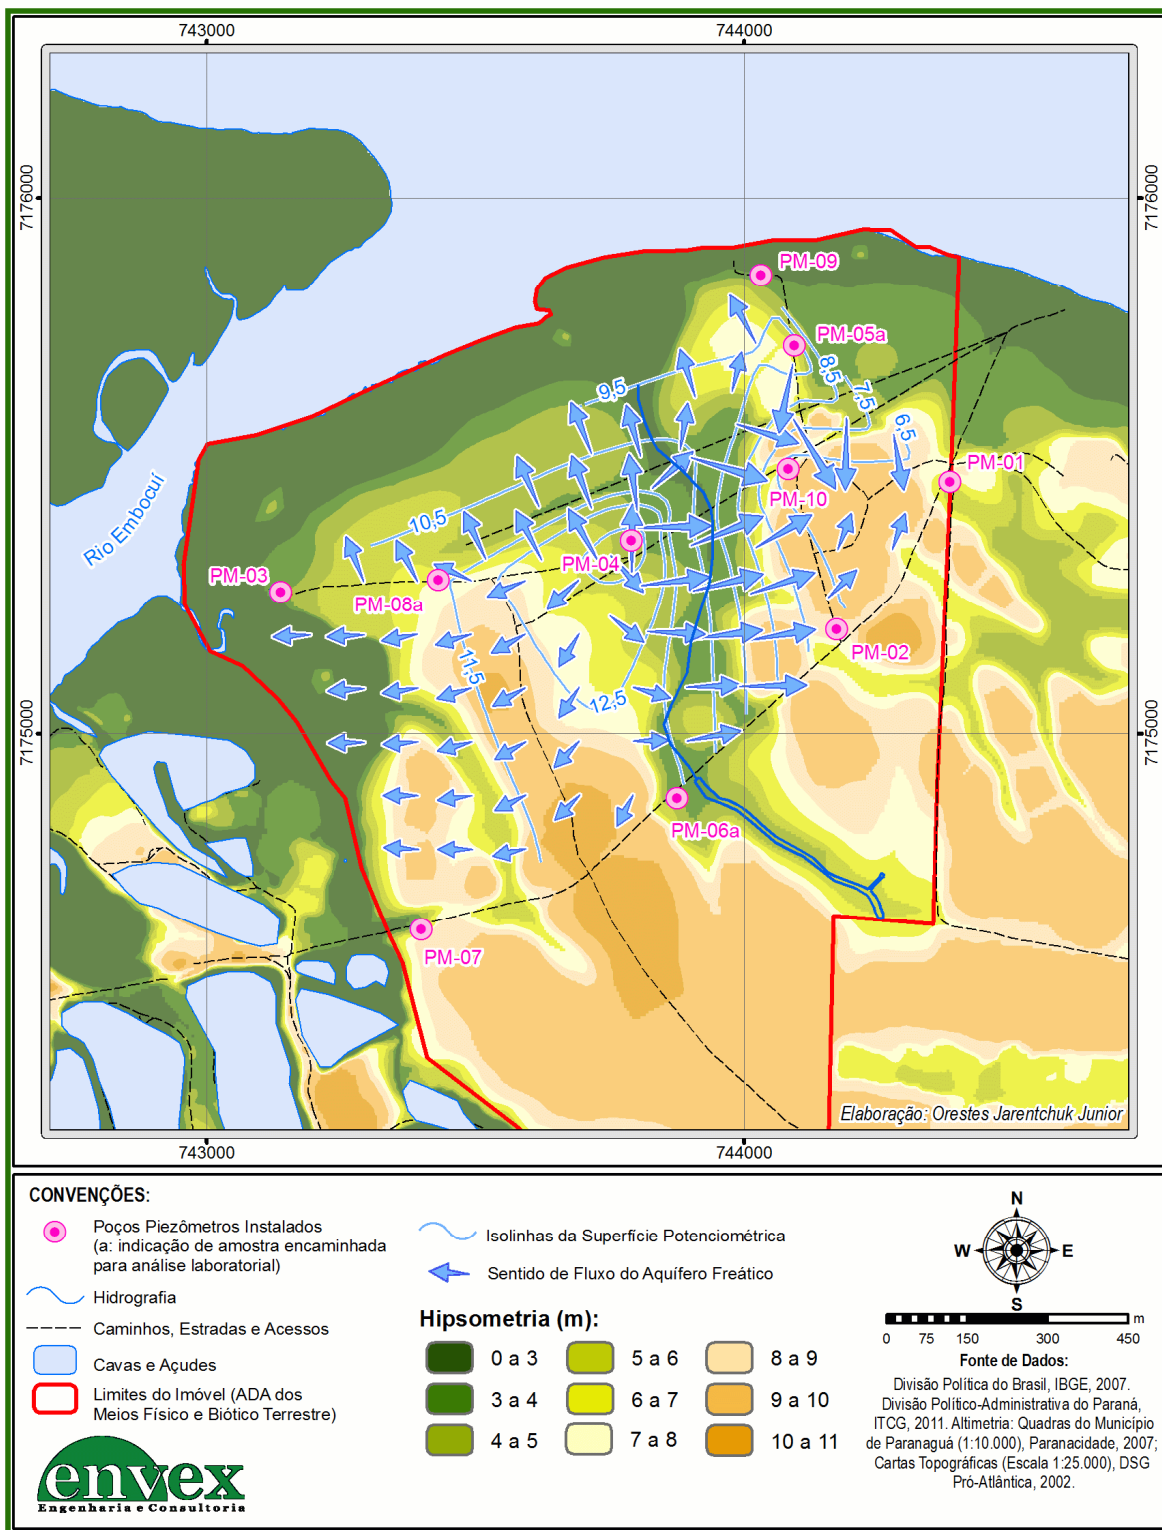 743000
744000
7176000
7176000
PM-09
PM-05a
8,5
7,5
9,5
6,5
PM-01
PM-10
10,5
Rio Embocuí
PM-04
PM-03
PM-08a
PM-02
11,5
12,5
7175000
7175000
PM-06a
PM-07
Elaboração: Orestes Jarentchuk Junior
743000
744000
CONVENÇÕES:
Poços Piezômetros Instalados
(a: indicação de amostra encaminhada
para análise laboratorial)
Hidrografia
Caminhos, Estradas e Acessos
Cavas e Açudes
Limites do Imóvel (ADA dos
Meios Físico e Biótico Terrestre)
envex
Engenharia e Consultoria
Isolinhas da Superfície Potenciométrica
Sentido de Fluxo do Aquífero Freático
Hipsometria (m):
0 a 3
5 a 6
8 a 9
3 a 4
6 a 7
9 a 10
4 a 5
7 a 8
10 a 11
N
W
E
S
m
0 75 150 300 450
Fonte de Dados:
Divisão Política do Brasil, IBGE, 2007.
Divisão Político-Administrativa do Paraná,
ITCG, 2011. Altimetria: Quadras do Município
de Paranaguá (1:10.000), Paranacidade, 2007;
Cartas Topográficas (Escala 1:25.000), DSG
Pró-Atlântica, 2002.